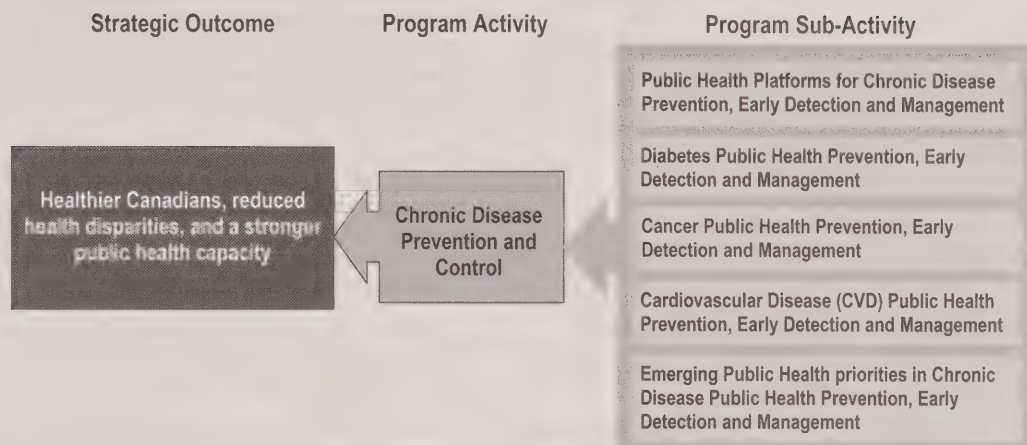 Strategic Outcome
Program Activity
Program Sub-Activity
Healthier Canadians, reduced
health disparities, and a stronger
public health capacity
Chronic Disease
Prevention and
Control
Public Health Platforms for Chronic Disease
Prevention, Early Detection and Management
Diabetes Public Health Prevention, Early
Detection and Management
Cancer Public Health Prevention, Early
Detection and Management
Cardiovascular Disease (CVD) Public Health
Prevention, Early Detection and Management
Emerging Public Health priorities in Chronic
Disease Public Health Prevention, Early
Detection and Management